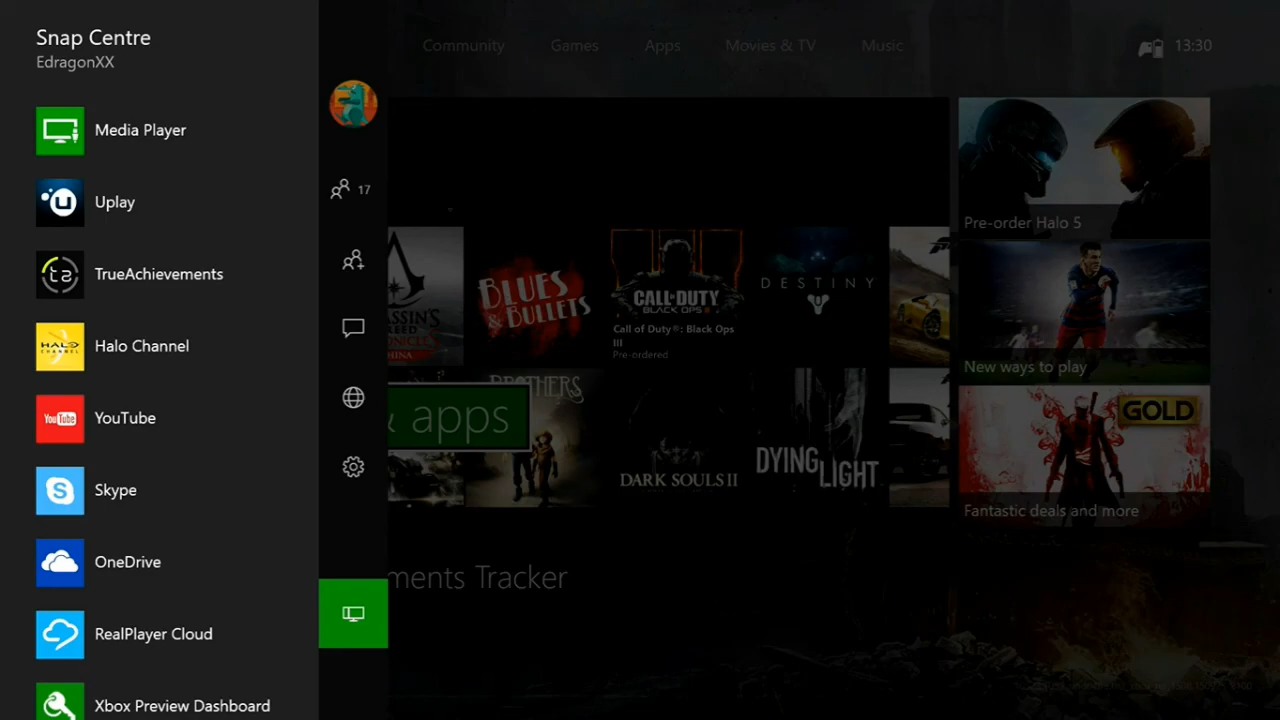 Snap Centre
EdragonXX
Media Player
Uplay
TrueAchievements
Halo Channel
YouTube
Skype
OneDrive
RealPlayer Cloud
Xbox Preview Dashboard
17
Community Games Apps Movies & TV Music
13:30
BLUES
& BULLETS
CALL·DUTY
BLACK OPS III
Call of Duty®: Black Ops
III
Pre-ordered
DESTINY
CHINA
& apps
BROTHERS
DARK SOULS II
DYING LIGHT
ments Tracker
Pre-order Halo 5
New ways to play
GOLD
Fantastic deals and more